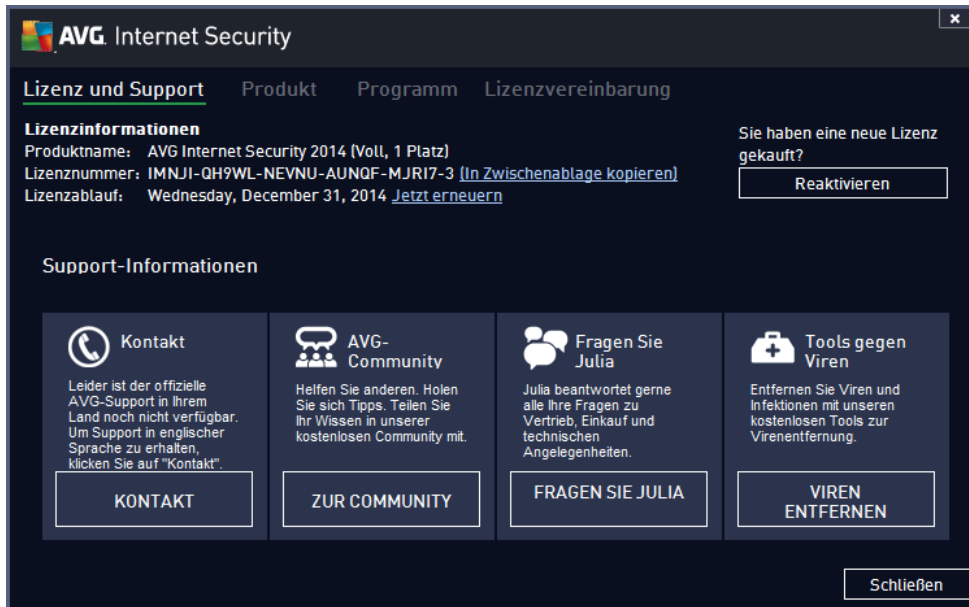 AVG. Internet Security
x
Lizenz und Support Produkt Programm Lizenzvereinbarung
Lizenzinformationen
Produktname: AVG Internet Security 2014 (Voll, 1 Platz)
Lizenznummer: IMNJI-QH9WL-NEVNU-AUNQF-MJRI7-3 (In Zwischenablage kopieren)
Lizenzablauf: Wednesday, December 31, 2014 Jetzt erneuern
Sie haben eine neue Lizenz
gekauft?
Reaktivieren
Support-Informationen
Kontakt
Leider ist der offizielle
AVG-Support in Ihrem
Land noch nicht verfügbar.
Um Support in englischer
Sprache zu erhalten,
klicken Sie auf "Kontakt".
KONTAKT
AVG-
Community
Helfen Sie anderen. Holen
Sie sich Tipps. Teilen Sie
Ihr Wissen in unserer
kostenlosen Community mit.
ZUR COMMUNITY
Fragen Sie
Julia
Julia beantwortet gerne
alle Ihre Fragen zu
Vertrieb, Einkauf und
technischen
Angelegenheiten.
FRAGEN SIE JULIA
Tools gegen
Viren
Entfernen Sie Viren und
Infektionen mit unseren
kostenlosen Tools zur
Virenentfernung.
VIREN
ENTFERNEN
Schließen